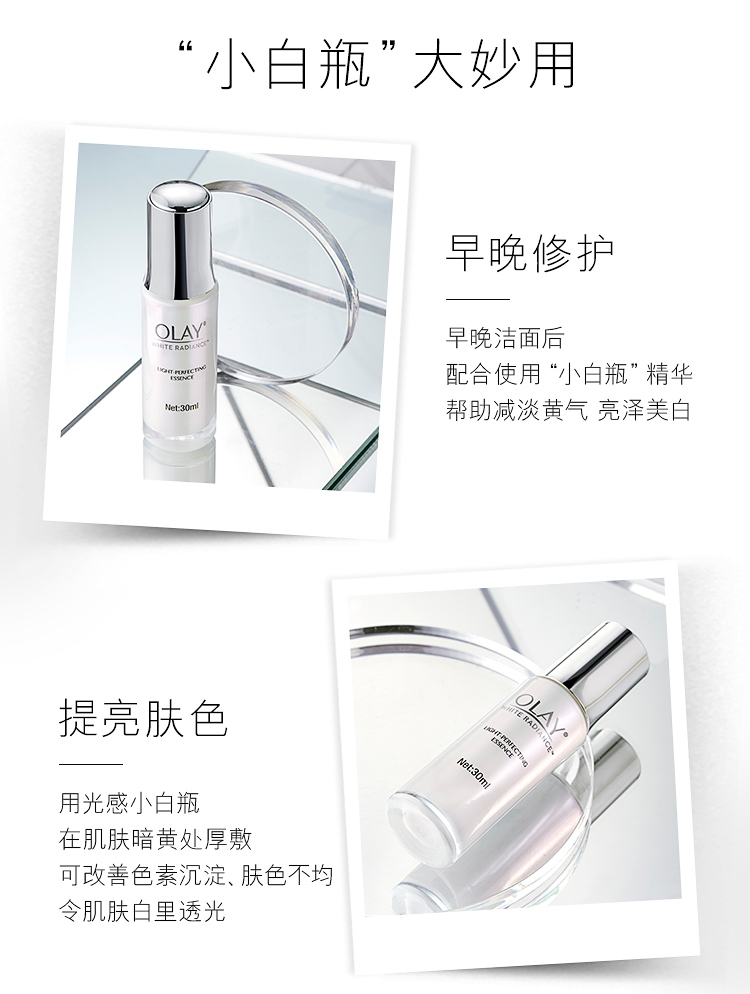 “小白瓶”大妙用
OLAY®
WHITE RADIANCE™
LIGHT-PERFECTING
ESSENCE
Net:30ml
早晚修护
早晚洁面后
配合使用“小白瓶”精华
帮助减淡黄气 亮泽美白
提亮肤色
用光感小白瓶
在肌肤暗黄处厚敷
可改善色素沉淀、肤色不均
令肌肤白里透光
OLAY®
WHITE RADIANCE™
LIGHT-PERFECTING
ESSENCE
Net:30ml